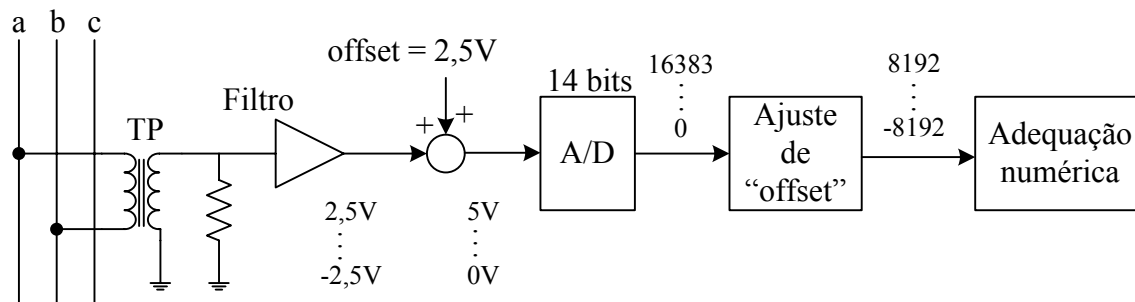 a b c
TP
Filtro
offset = 2,5V
+
+
2,5V
-2,5V
5V
0V
14 bits
A/D
16383
0
Ajuste
de
“offset”
8192
-8192
Adequação
numérica